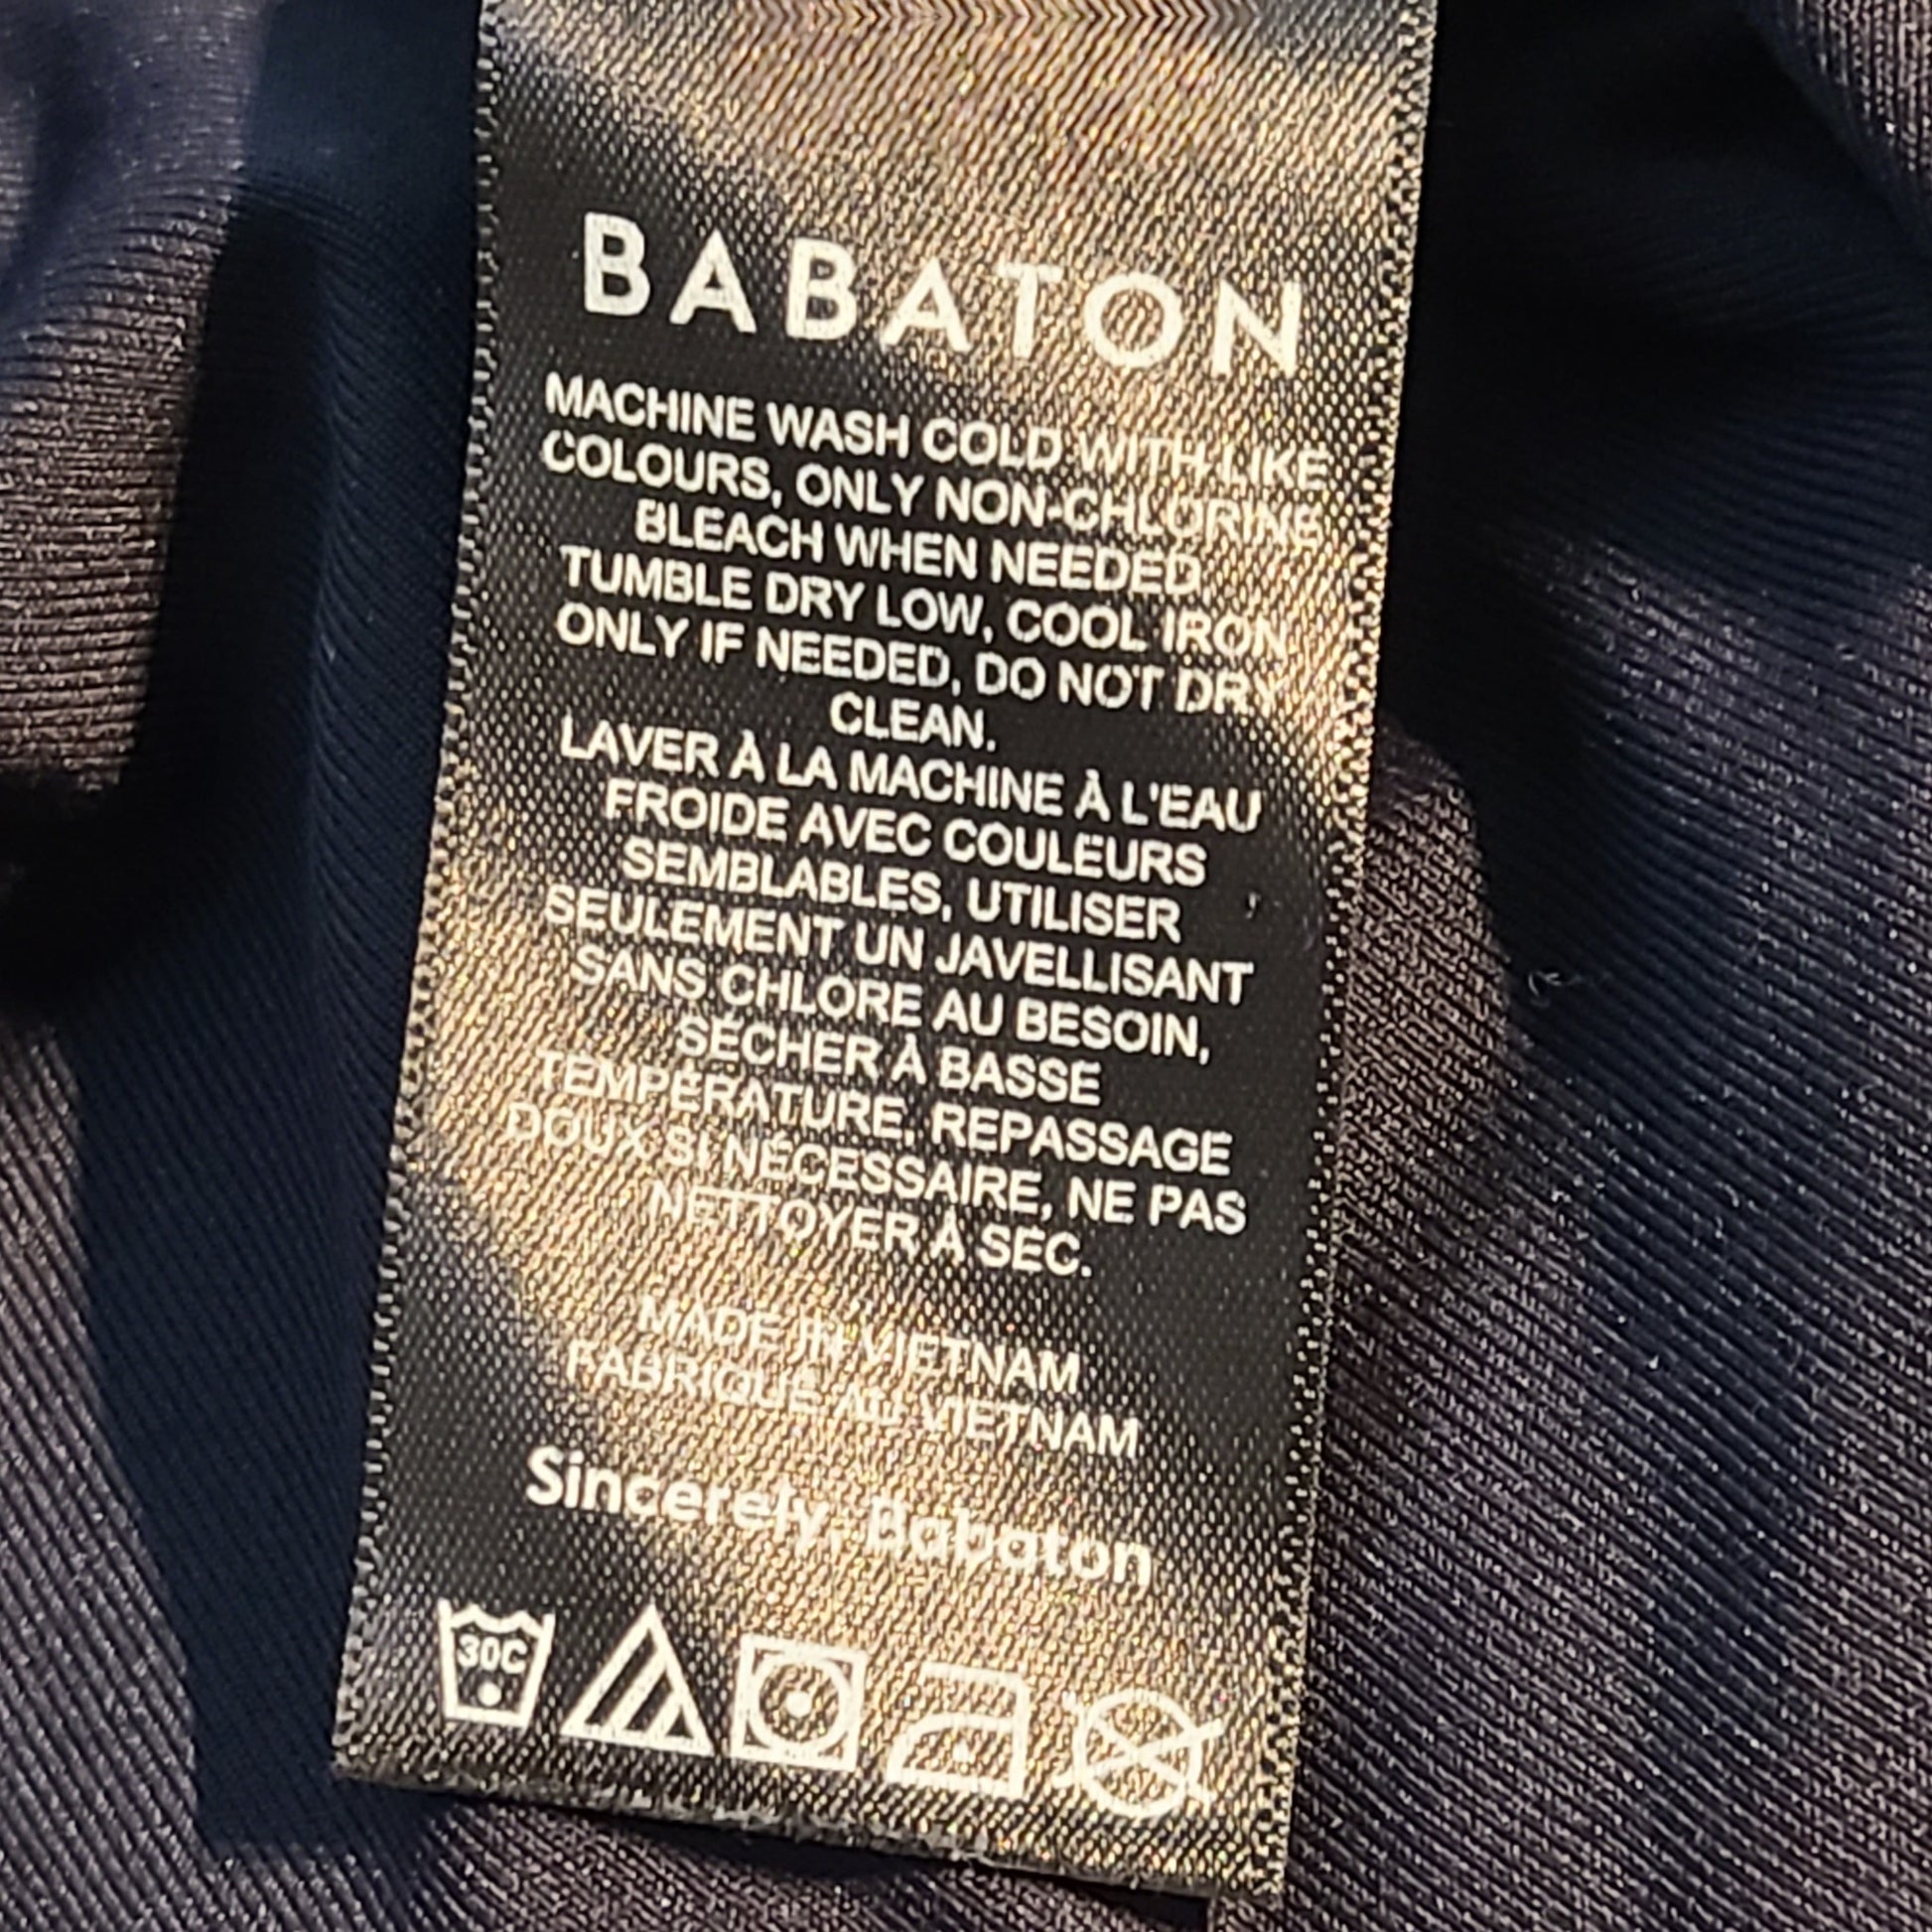 BABATON
MACHINE WASH COLD WITH LIKE
COLOURS, ONLY NON-CHLORINE
BLEACH WHEN NEEDED,
TUMBLE DRY LOW, COOL IRON
ONLY IF NEEDED, DO NOT DRY
CLEAN.
LAVER À LA MACHINE À L'EAU
FROIDE AVEC COULEURS
SEMBLABLES, UTILISER
SEULEMENT UN JAVELLISANT
SANS CHLORE AU BESOIN,
SÉCHER À BASSE
TEMPÉRATURE, REPASSAGE
DOUX SI NÉCESSAIRE, NE PAS
NETTOYER À SEC.
MADE IN VIETNAM
FABRIQUÉ AU VIETNAM
Sincerely, Babaton
30C